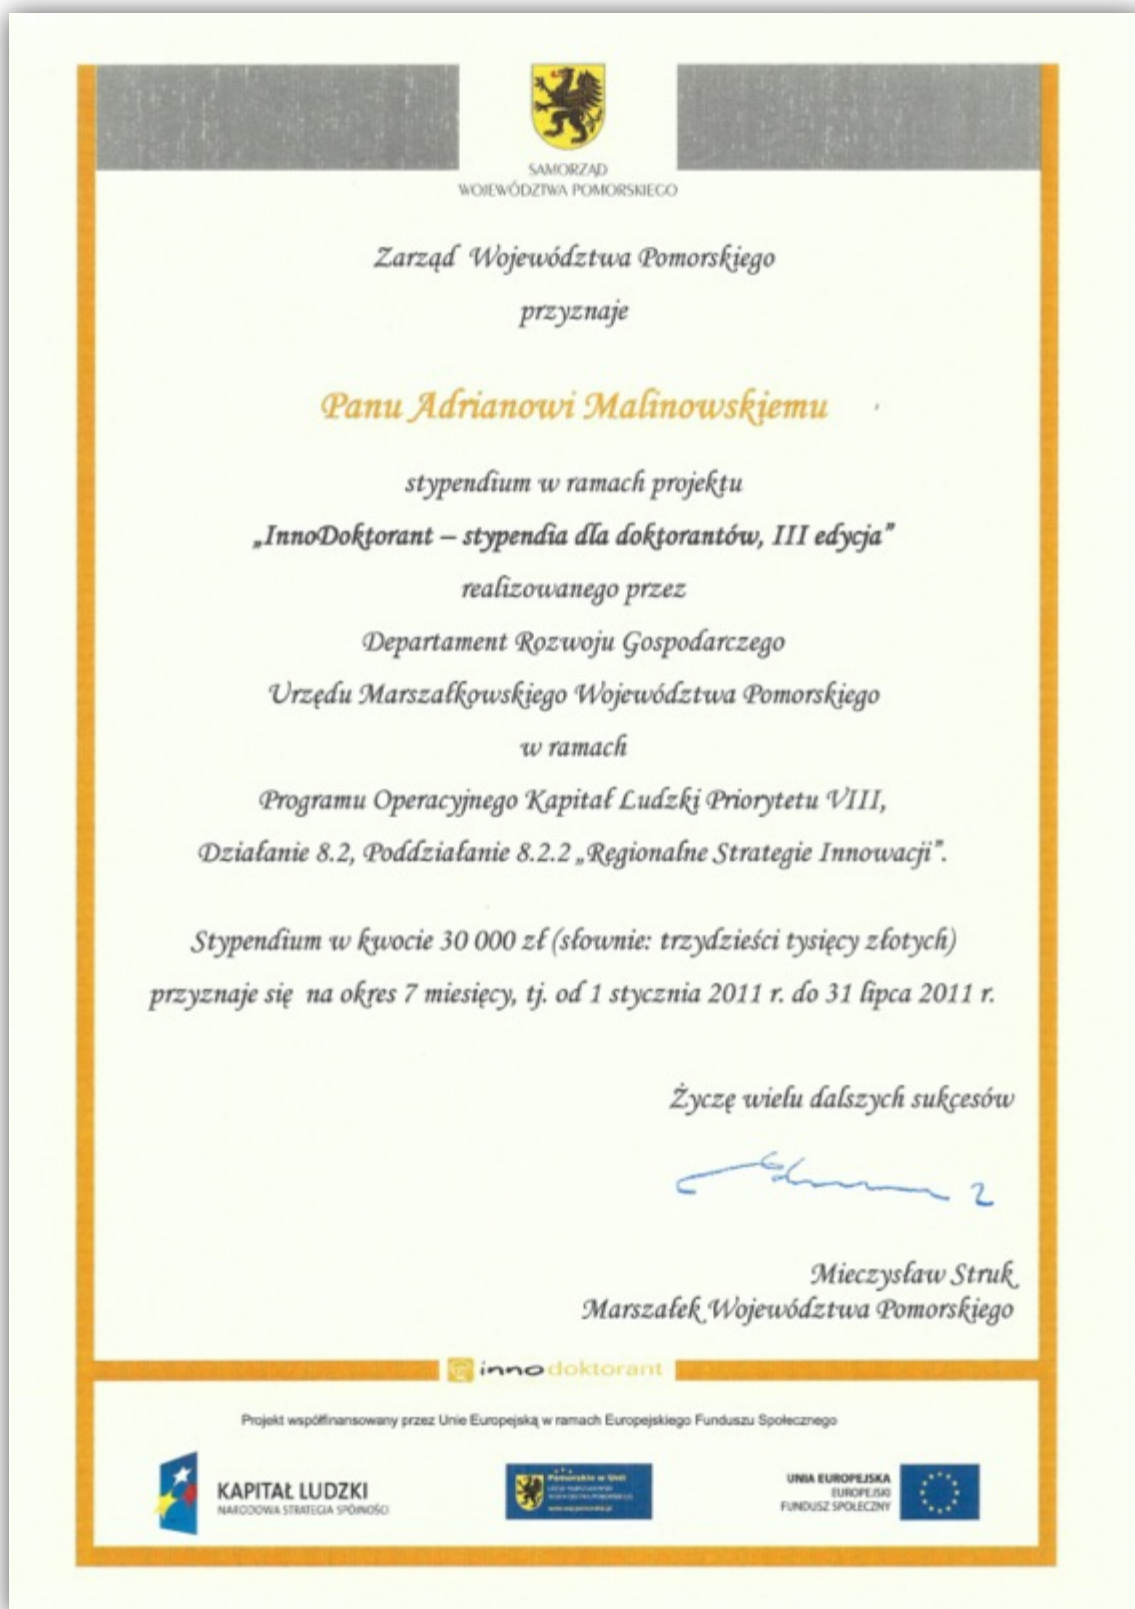 SAMORZĄD
WOJEWÓDZTWA POMORSKIEGO
Zarząd Województwa Pomorskiego
przyznaje
Panu Adrianowi Malinowskiemu
stypendium w ramach projektu
„InnoDoktorant – stypendia dla doktorantów, III edycja”
realizowanego przez
Departament Rozwoju Gospodarczego
Urzędu Marszałkowskiego Województwa Pomorskiego
w ramach
Programu Operacyjnego Kapitał Ludzki Priorytetu VIII,
Działanie 8.2, Poddziałanie 8.2.2 „Regionalne Strategie Innowacji”.
Stypendium w kwocie 30 000 zł (słownie: trzydzieści tysięcy złotych)
przyznaje się na okres 7 miesięcy, tj. od 1 stycznia 2011 r. do 31 lipca 2011 r.
Życzę wielu dalszych sukcesów
Mieczysław Struk
Marszałek Województwa Pomorskiego
innodoktorant
Projekt współfinansowany przez Unie Europejską w ramach Europejskiego Funduszu Społecznego
KAPITAŁ LUDZKI
NARODOWA STRATEGIA SPÓJNOŚCI
Pomorskie w Unii
UNIA EUROPEJSKA
EUROPEJSKI
FUNDUSZ SPOŁECZNY